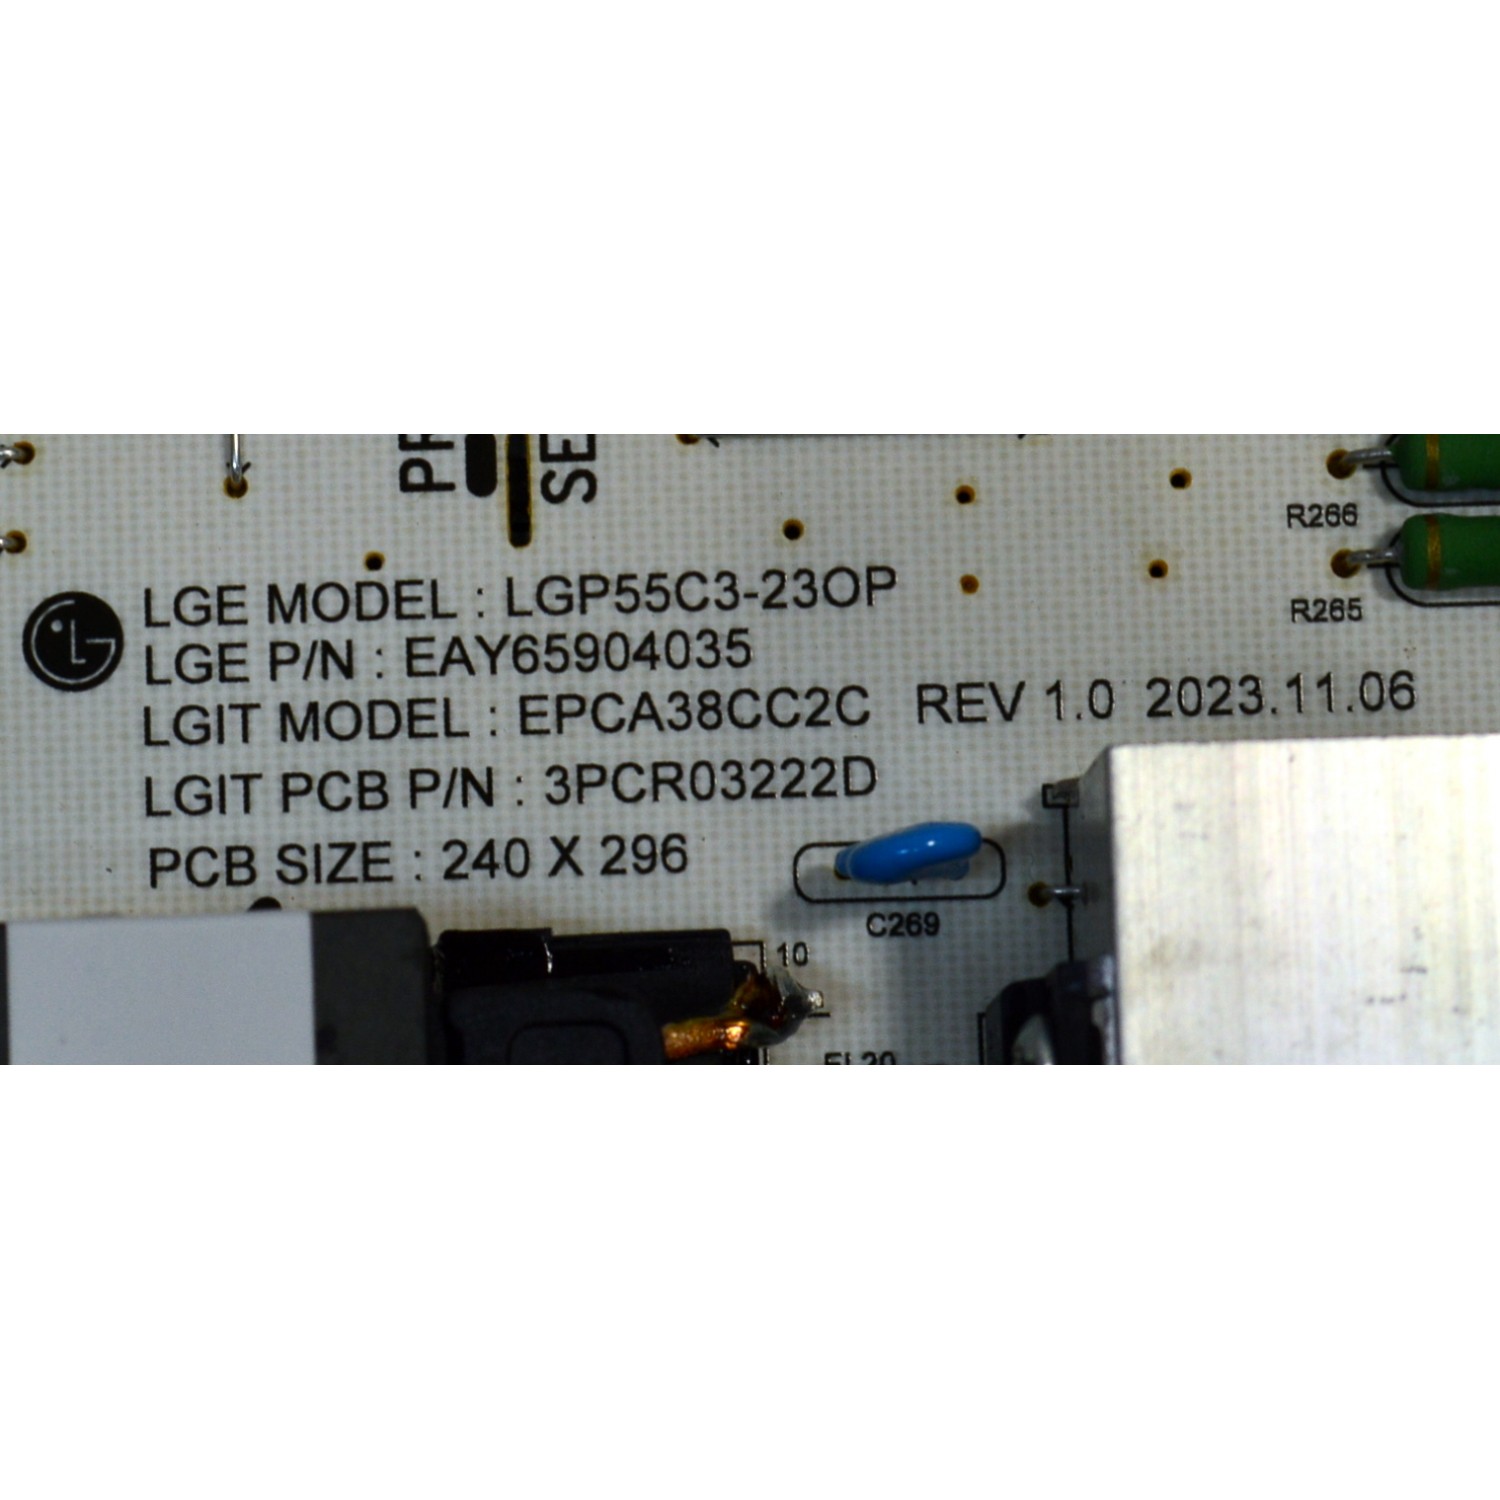 R266
R265
LGE MODEL : LGP55C3-23OP
LGE P/N : EAY65904035
LGIT MODEL : EPCA38CC2C REV 1.0 2023.11.06
LGIT PCB P/N : 3PCR03222D
PCB SIZE : 240 X 296
C269
10